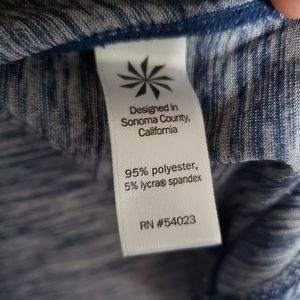 Designed in
Sonoma County,
California
95% polyester,
5% lycra® spandex
RN #54023